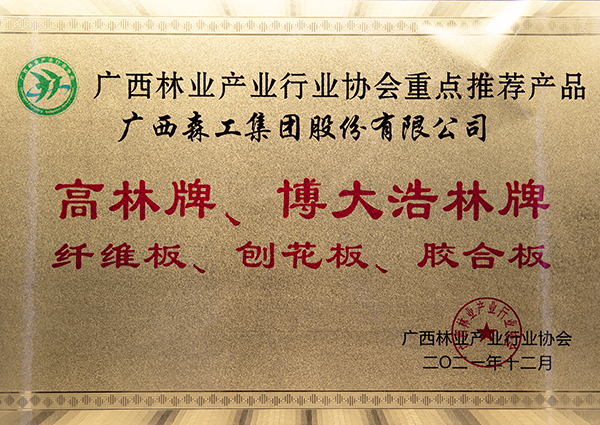 广西林业产业行业协会重点推荐产品
广西森工集团股份有限公司
高林牌、博大浩林牌
纤维板、刨花板、胶合板
广西林业产业行业协会
二〇二一年十二月